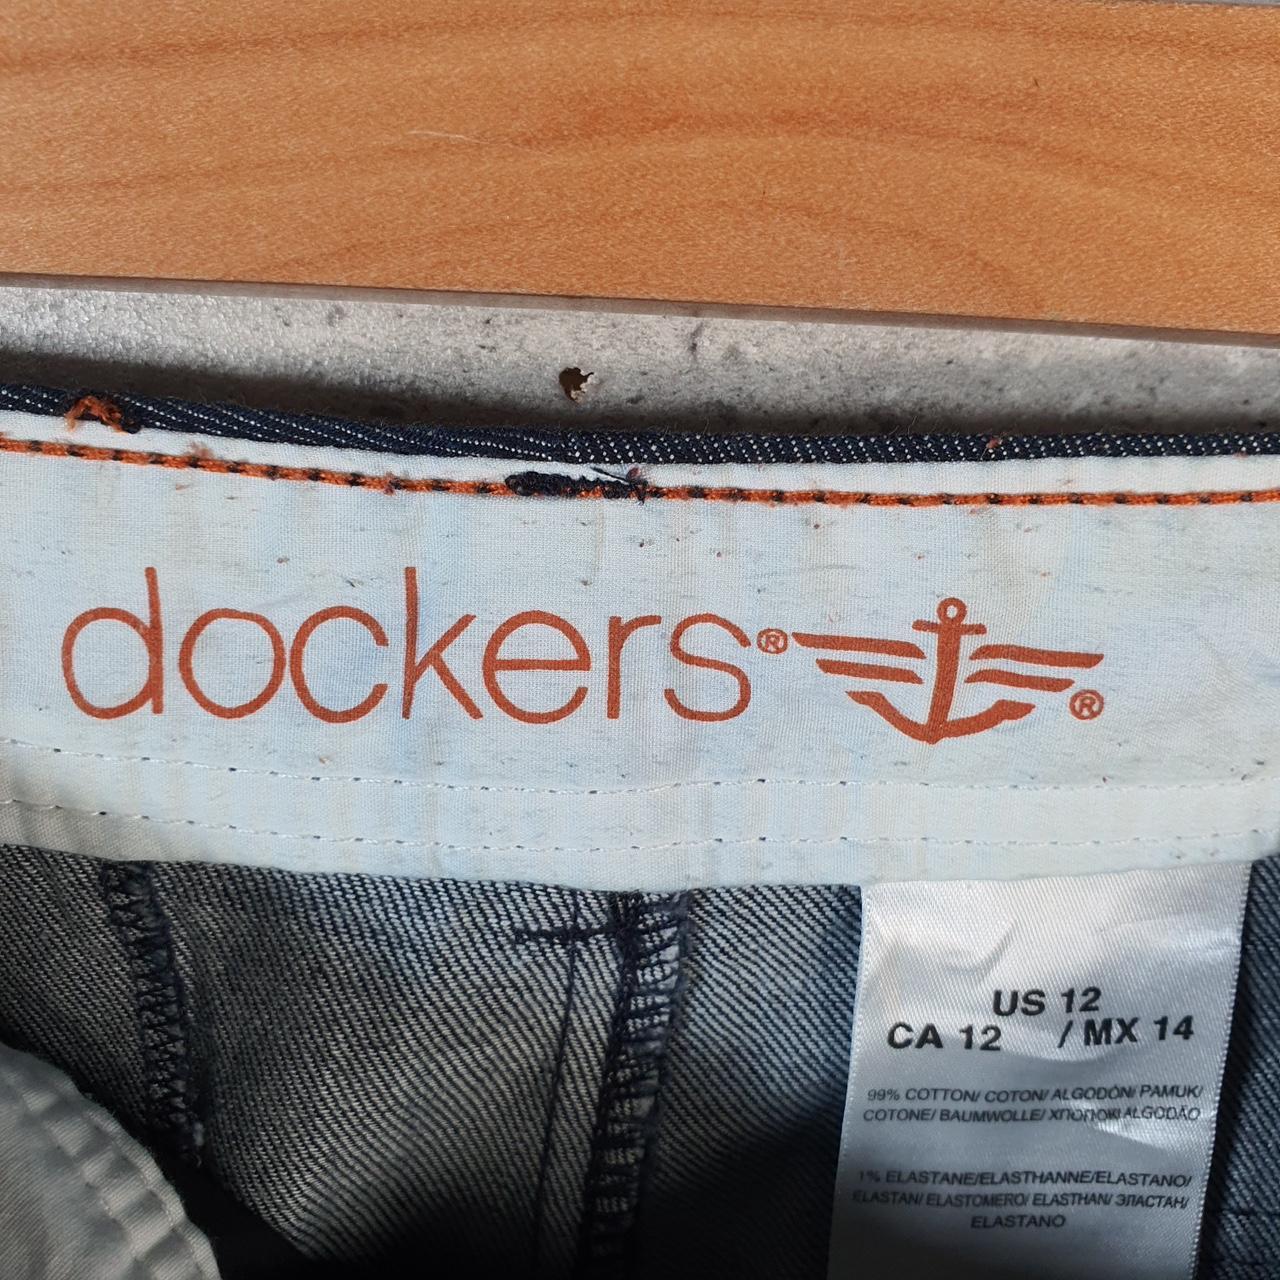 dockers® ®
US 12
CA 12 / MX 14
99% COTTON/ COTON/ ALGODÓN/ PAMUK/
COTONE/ BAUMWOLLE/ ХЛОПОК/ ALGODÃO
1% ELASTANE/ELASTHANNE/ELASTANO/
ELASTAN/ ELASTOMERO/ ELASTHAN/ ЭЛАСТАН/
ELASTANO